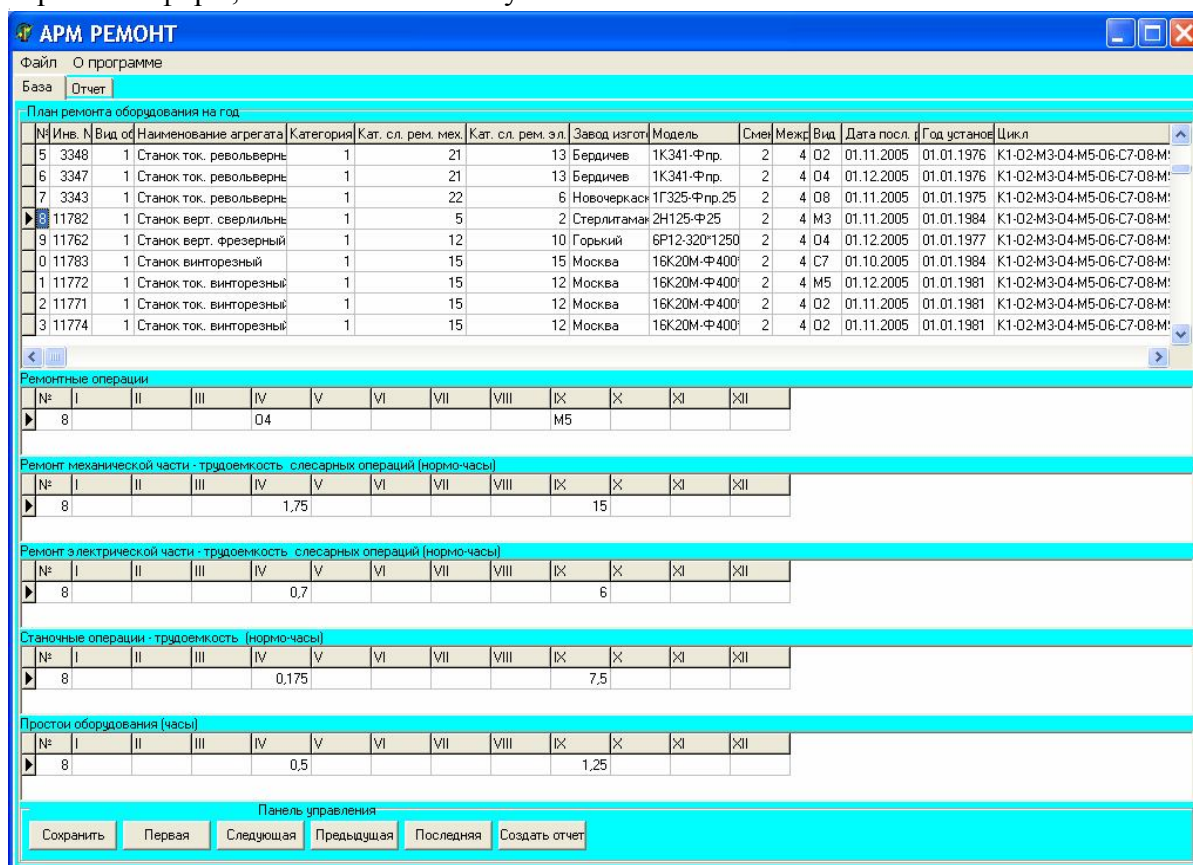 АРМ РЕМОНТ
Файл О программе
База Отчет
План ремонта оборудования на год
№ Инв. N Вид об Наименование агрегата Категория Кат. сл. рем. мех. Кат. сл. рем. эл. Завод изгот Модель Сме Межр Вид Дата посл. р Год установ Цикл
5 3348 1 Станок ток. револьверн 1 21 13 Бердичев 1К341-Ф пр. 2 4 О2 01.11.2005 01.01.1976 К1-О2-М3-О4-М5-О6-С7-О8-М
6 3347 1 Станок ток. револьверн 1 21 13 Бердичев 1К341-Ф пр. 2 4 О4 01.12.2005 01.01.1976 К1-О2-М3-О4-М5-О6-С7-О8-М
7 3343 1 Станок ток. револьверн 1 22 6 Новочеркас 1Г325-Ф пр.25 2 4 О8 01.11.2005 01.01.1975 К1-О2-М3-О4-М5-О6-С7-О8-М
8 11782 1 Станок верт. сверлильн 1 5 2 Стерлитамак 2Н125-Ф25 2 4 М3 01.11.2005 01.01.1984 К1-О2-М3-О4-М5-О6-С7-О8-М
9 11762 1 Станок верт. фрезерный 1 12 10 Горький 6Р12-320*1250 2 4 О4 01.12.2005 01.01.1977 К1-О2-М3-О4-М5-О6-С7-О8-М
0 11783 1 Станок винторезный 1 15 15 Москва 16К20М-Ф400 2 4 С7 01.10.2005 01.01.1984 К1-О2-М3-О4-М5-О6-С7-О8-М
1 11772 1 Станок ток. винторезный 1 15 12 Москва 16К20М-Ф400 2 4 М5 01.12.2005 01.01.1981 К1-О2-М3-О4-М5-О6-С7-О8-М
2 11771 1 Станок ток. винторезный 1 15 12 Москва 16К20М-Ф400 2 4 О2 01.11.2005 01.01.1981 К1-О2-М3-О4-М5-О6-С7-О8-М
3 11774 1 Станок ток. винторезный 1 15 12 Москва 16К20М-Ф400 2 4 О2 01.11.2005 01.01.1981 К1-О2-М3-О4-М5-О6-С7-О8-М
Ремонтные операции
№ I II III IV V VI VII VIII IX X XI XII
8 О4 М5
Ремонт механической части - трудоемкость слесарных операций (нормо-часы)
№ I II III IV V VI VII VIII IX X XI XII
8 1,75 15
Ремонт электрической части - трудоемкость слесарных операций (нормо-часы)
№ I II III IV V VI VII VIII IX X XI XII
8 0,7 6
Станочные операции - трудоемкость (нормо-часы)
№ I II III IV V VI VII VIII IX X XI XII
8 0,175 7,5
Простои оборудования (часы)
№ I II III IV V VI VII VIII IX X XI XII
8 0,5 1,25
Панель управления
Сохранить Первая Следующая Предыдущая Последняя Создать отчет